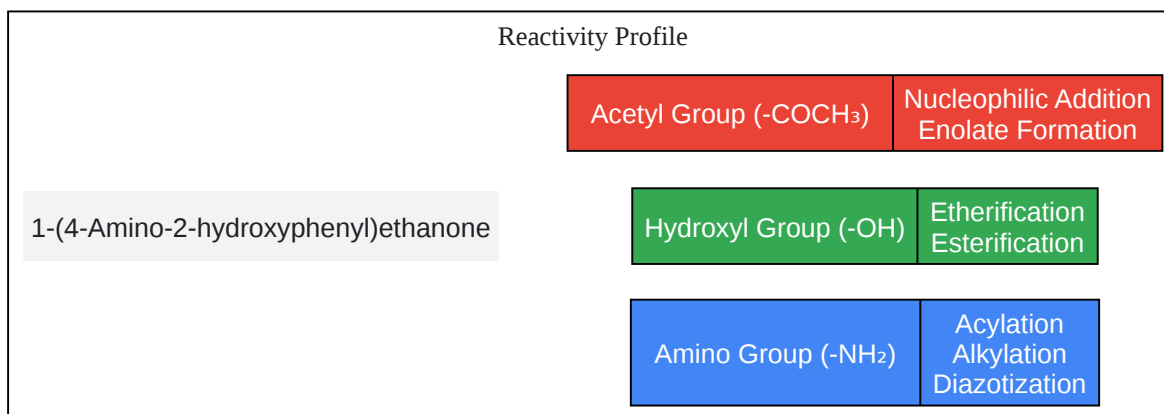 Reactivity Profile
Acetyl Group (-COCH₃)
Nucleophilic Addition
Enolate Formation
1-(4-Amino-2-hydroxyphenyl)ethanone
Hydroxyl Group (-OH)
Etherification
Esterification
Amino Group (-NH₂)
Acylation
Alkylation
Diazotization